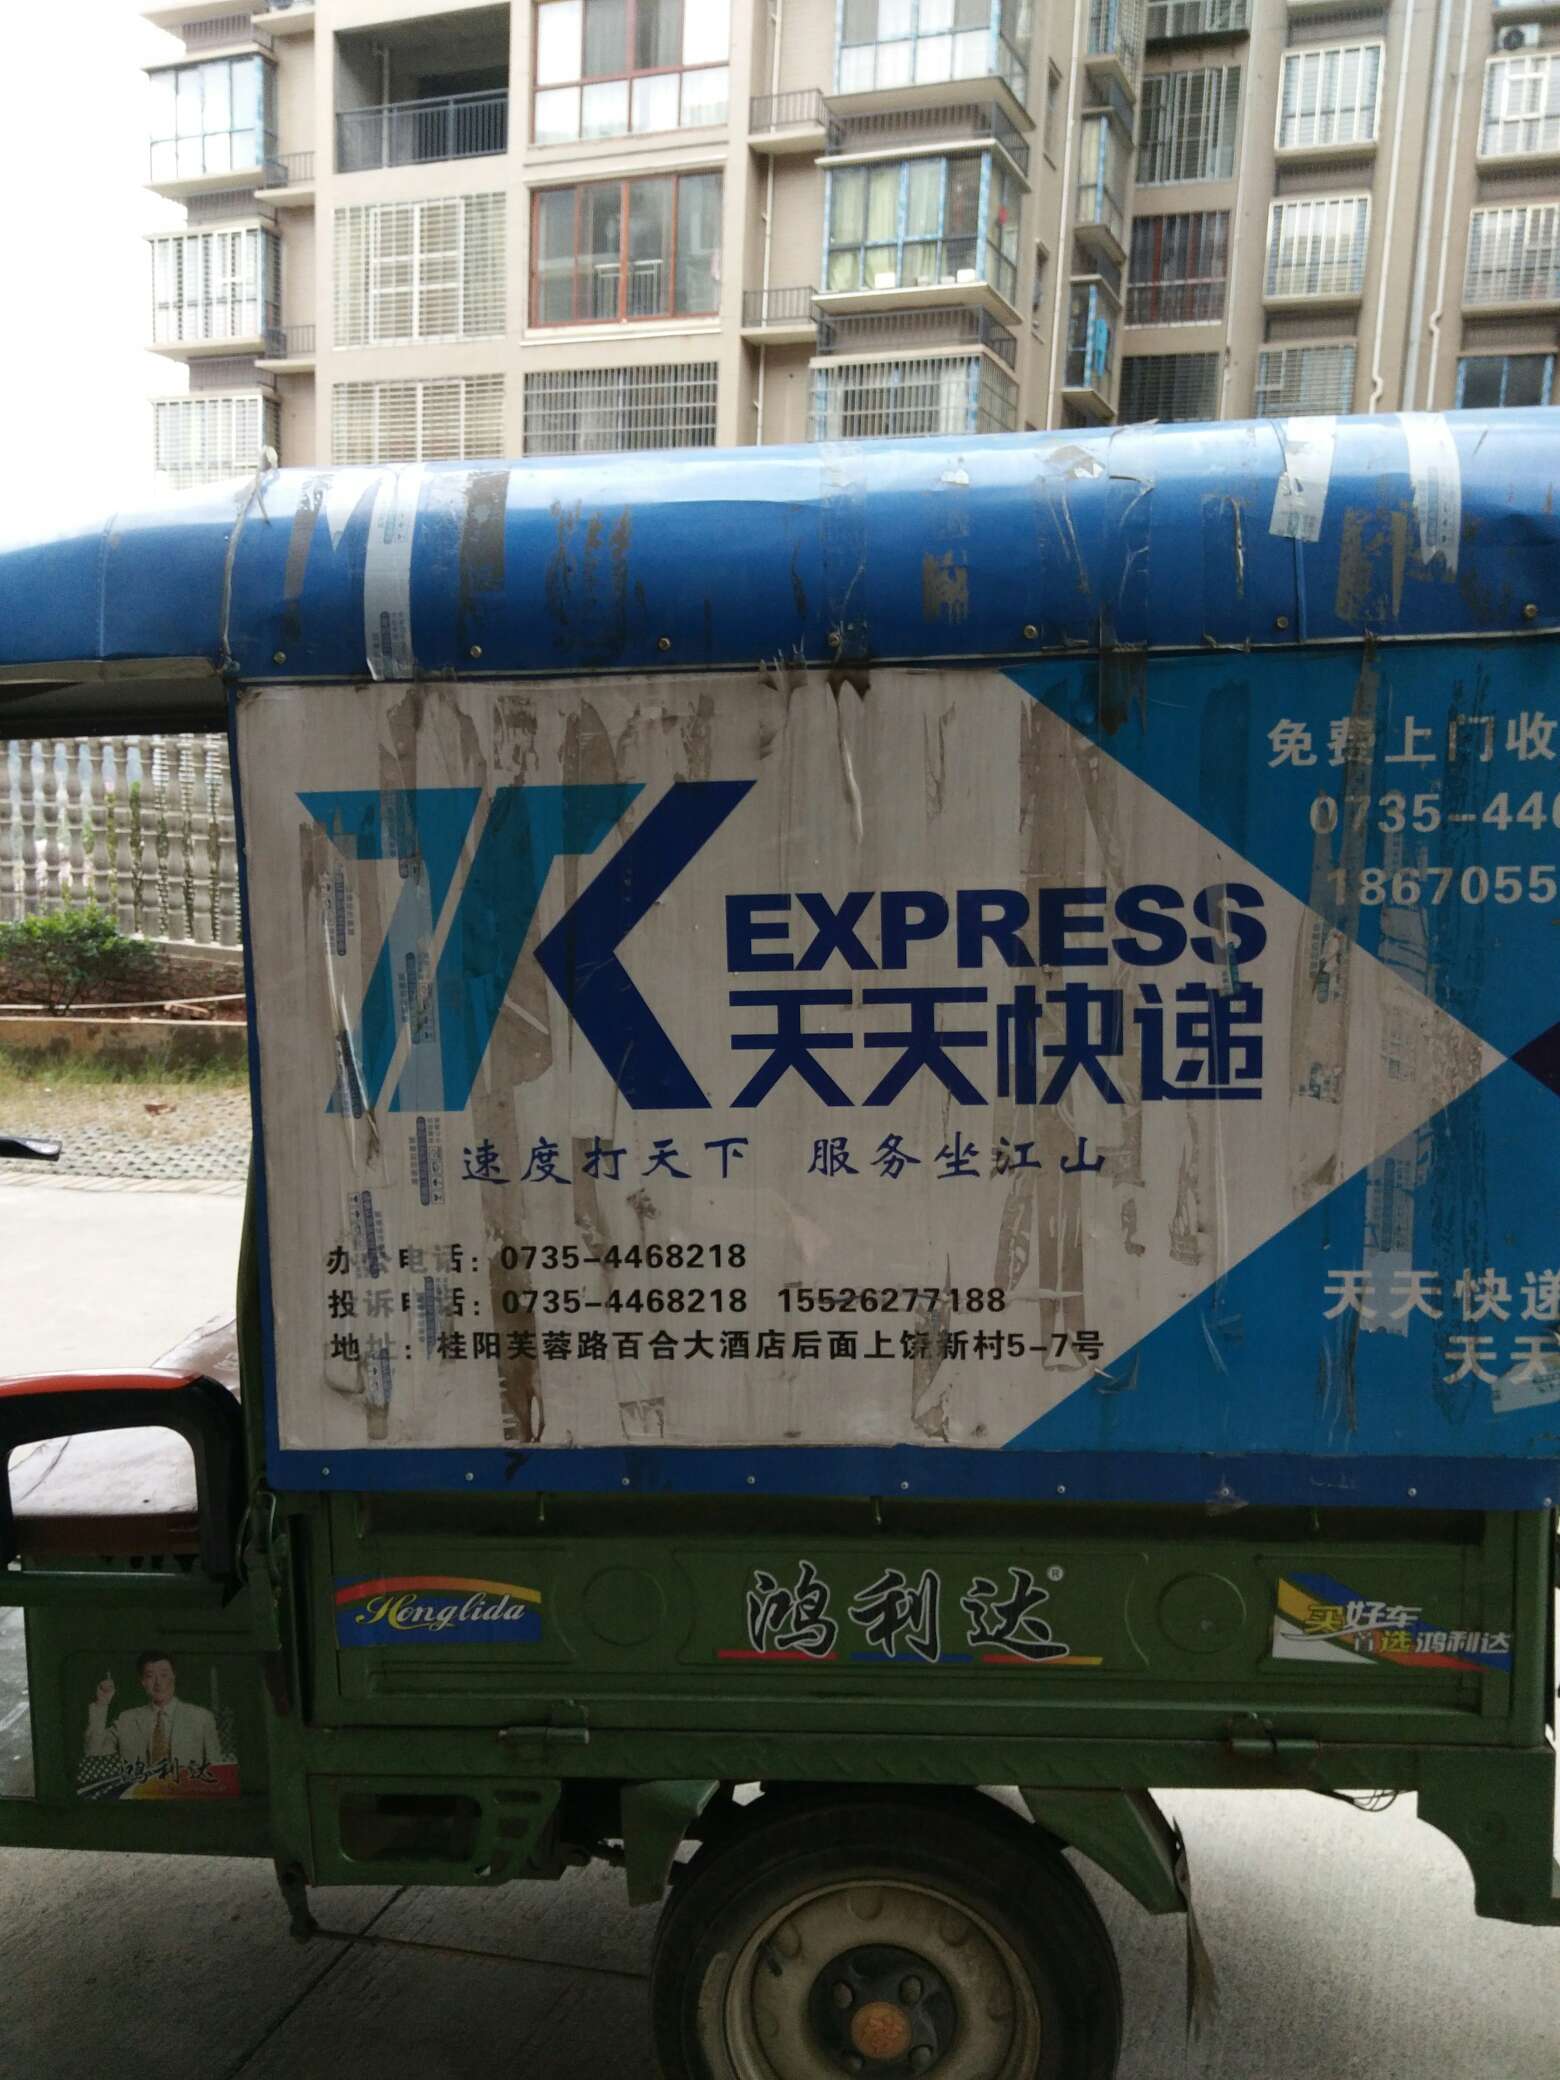 免费上门收
0735-446
18670555
TTK
EXPRESS
天天快递
速度打天下 服务坐江山
办公电话: 0735-4468218
投诉电话: 0735-4468218 15526277188
地址: 桂阳芙蓉路百合大酒店后面上饶新村5-7号
天天快递
天天
Honglida
鸿利达®
买好车
首选鸿利达
鸿利达